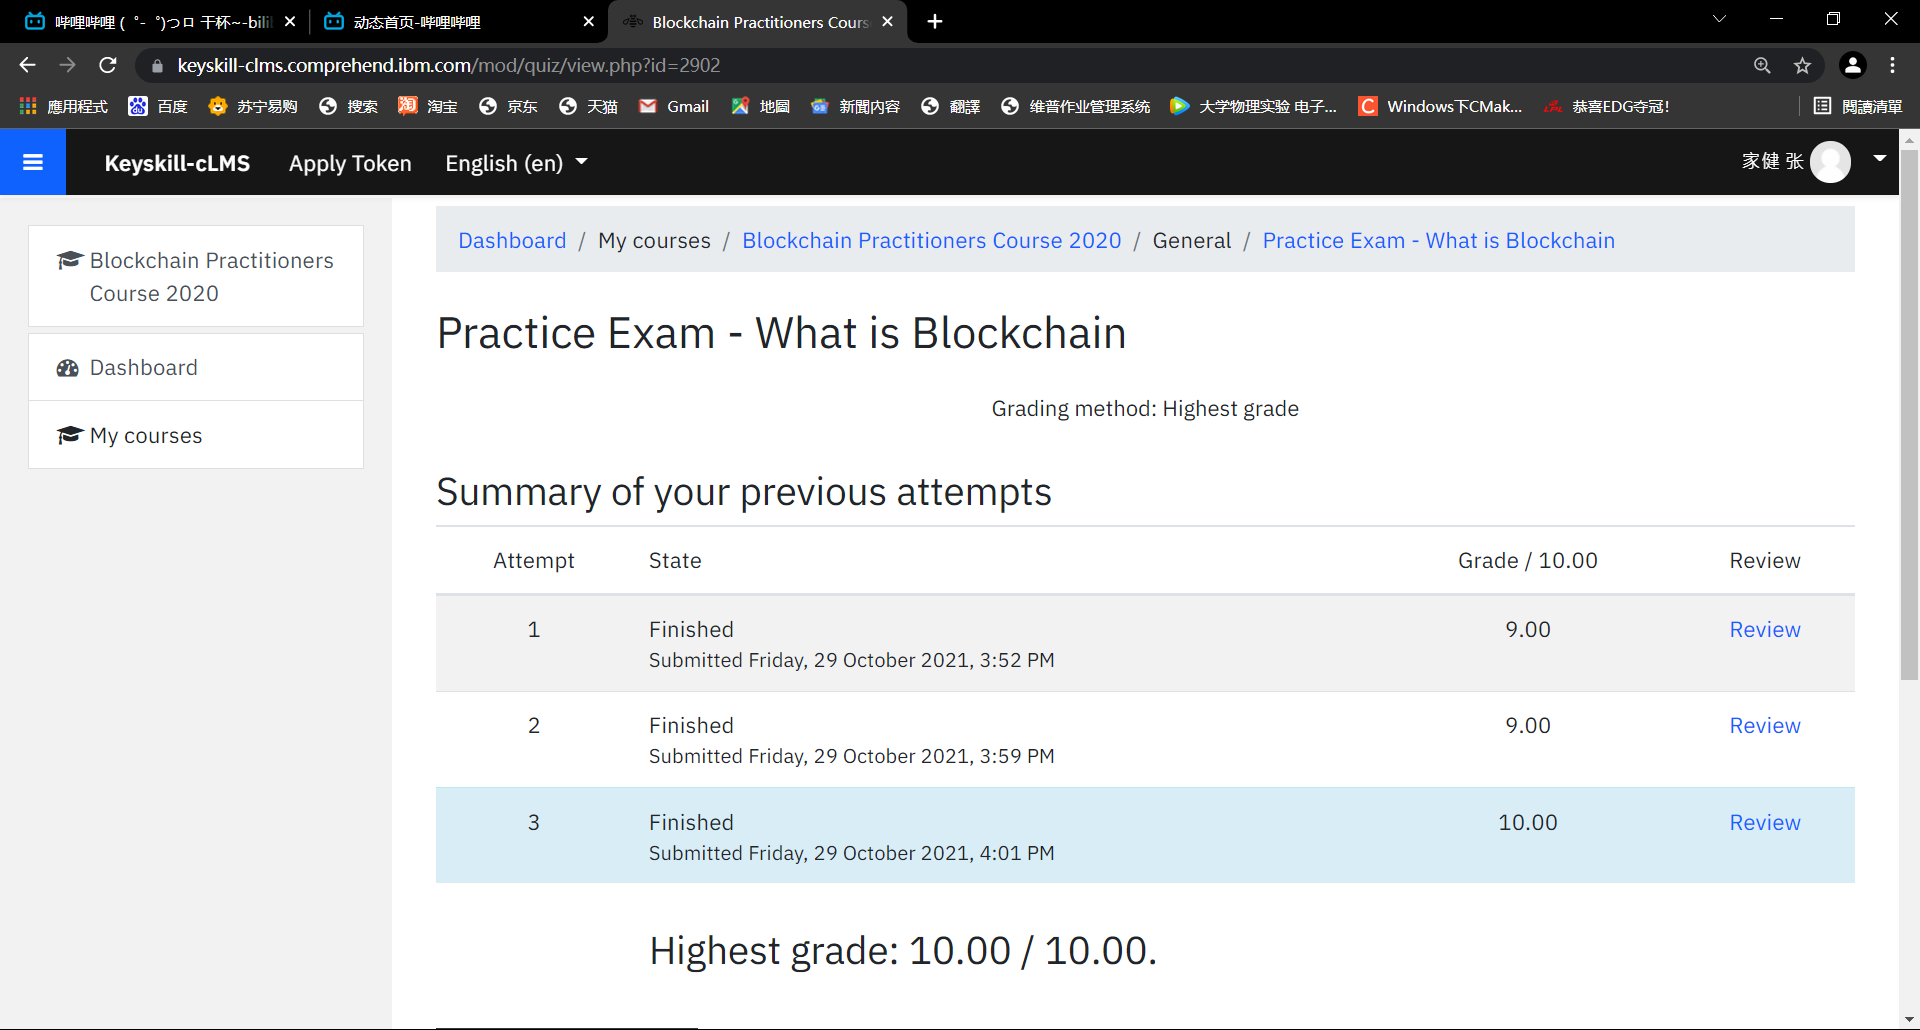 哔哩哔哩 (゜-゜)つロ 干杯~-bili
动态首页-哔哩哔哩
Blockchain Practitioners Cours
keyskill-clms.comprehend.ibm.com/mod/quiz/view.php?id=2902
應用程式 百度 苏宁易购 搜索 淘宝 京东 天猫 Gmail 地圖 新聞內容 翻譯 维普作业管理系统 大学物理实验 电子... Windows下CMak... 恭喜EDG夺冠! 閱讀清單
Keyskill-cLMS Apply Token English (en) 家健 张
Blockchain Practitioners
Course 2020
Dashboard
My courses
Dashboard / My courses / Blockchain Practitioners Course 2020 / General / Practice Exam - What is Blockchain
Practice Exam - What is Blockchain
Grading method: Highest grade
Summary of your previous attempts
Attempt State Grade / 10.00 Review
1 Finished 9.00 Review
Submitted Friday, 29 October 2021, 3:52 PM
2 Finished 9.00 Review
Submitted Friday, 29 October 2021, 3:59 PM
3 Finished 10.00 Review
Submitted Friday, 29 October 2021, 4:01 PM
Highest grade: 10.00 / 10.00.